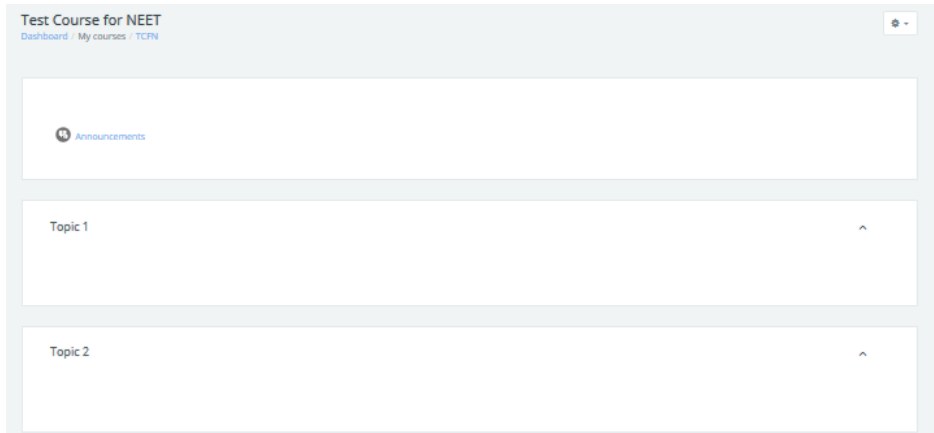 Test Course for NEET
Dashboard / My courses / TCFN
Announcements
Topic 1
Topic 2